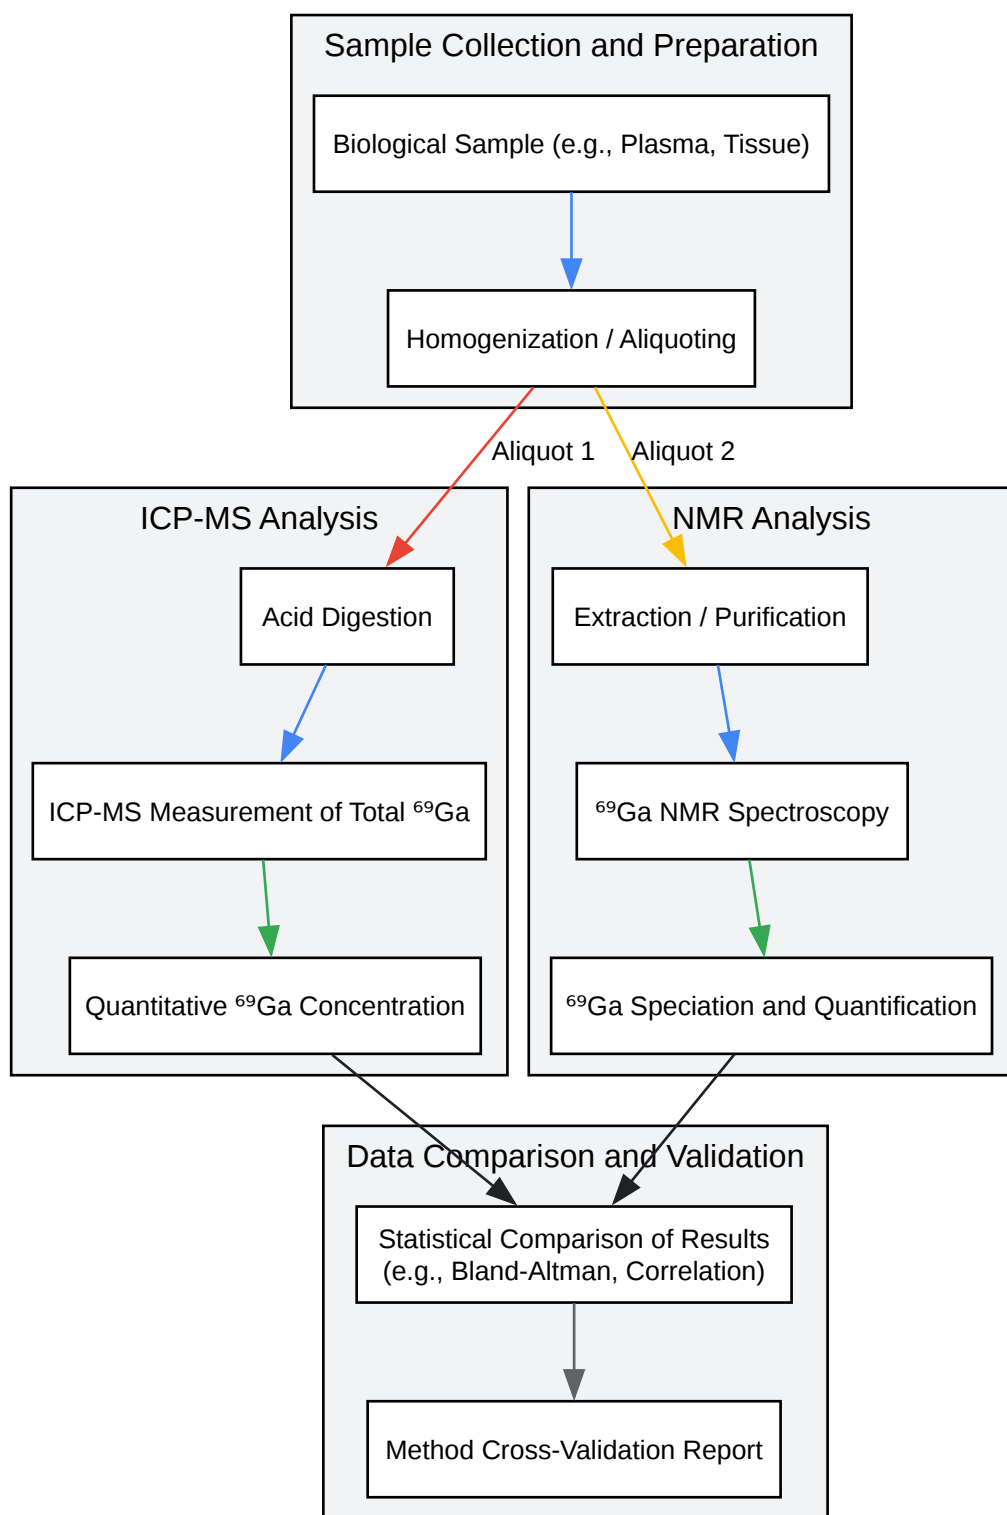 Sample Collection and Preparation
Biological Sample (e.g., Plasma, Tissue)
Homogenization / Aliquoting
Aliquot 1
Aliquot 2
ICP-MS Analysis
Acid Digestion
ICP-MS Measurement of Total ⁶⁹Ga
Quantitative ⁶⁹Ga Concentration
NMR Analysis
Extraction / Purification
⁶⁹Ga NMR Spectroscopy
⁶⁹Ga Speciation and Quantification
Data Comparison and Validation
Statistical Comparison of Results
(e.g., Bland-Altman, Correlation)
Method Cross-Validation Report